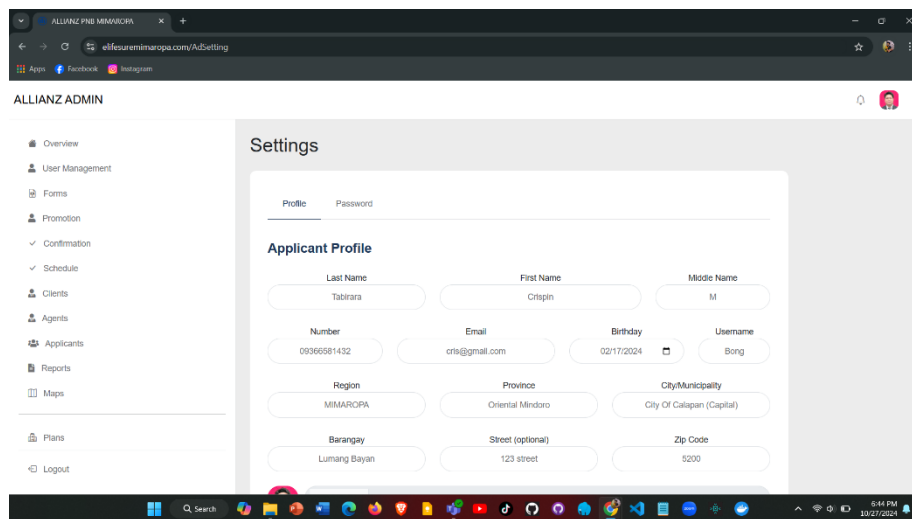 ALLIANZ PNB MIMAROPA
elifesuremimaropa.com/AdSetting
Apps Facebook Instagram
ALLIANZ ADMIN
Overview
User Management
Forms
Promotion
Confirmation
Schedule
Clients
Agents
Applicants
Reports
Maps
Plans
Logout
Settings
Profile Password
Applicant Profile
Last Name First Name Middle Name
Tabirara Crispin M
Number Email Birthday Username
09366581432 cris@gmail.com 02/17/2024 Bong
Region Province City/Municipality
MIMAROPA Oriental Mindoro City Of Calapan (Capital)
Barangay Street (optional) Zip Code
Lumang Bayan 123 street 5200
Search
6:44 PM
10/27/2024